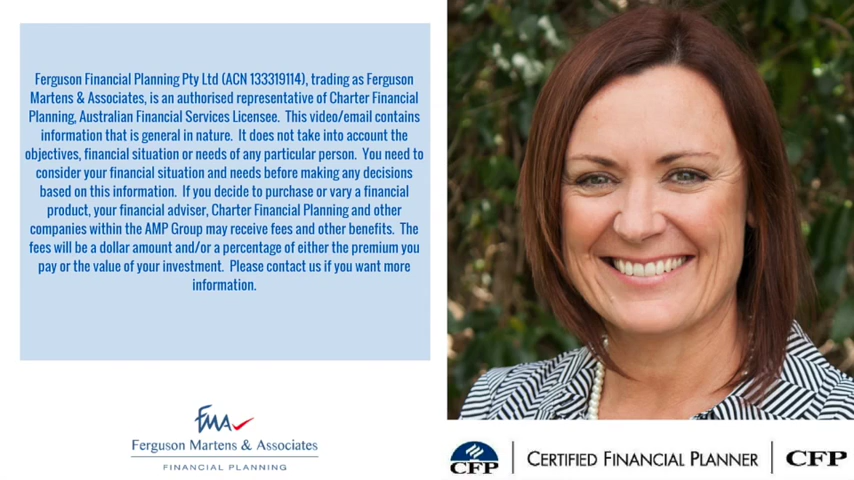 Ferguson Financial Planning Pty Ltd (ACN 133319114), trading as Ferguson
Martens & Associates, is an authorised representative of Charter Financial
Planning, Australian Financial Services Licensee.  This video/email contains
information that is general in nature.  It does not take into account the
objectives, financial situation or needs of any particular person.  You need to
consider your financial situation and needs before making any decisions
based on this information.  If you decide to purchase or vary a financial
product, your financial adviser, Charter Financial Planning and other
companies within the AMP Group may receive fees and other benefits.  The
fees will be a dollar amount and/or a percentage of either the premium you
pay or the value of your investment.  Please contact us if you want more
information.
FMA
Ferguson Martens & Associates
FINANCIAL PLANNING
CFP | CERTIFIED FINANCIAL PLANNER | CFP